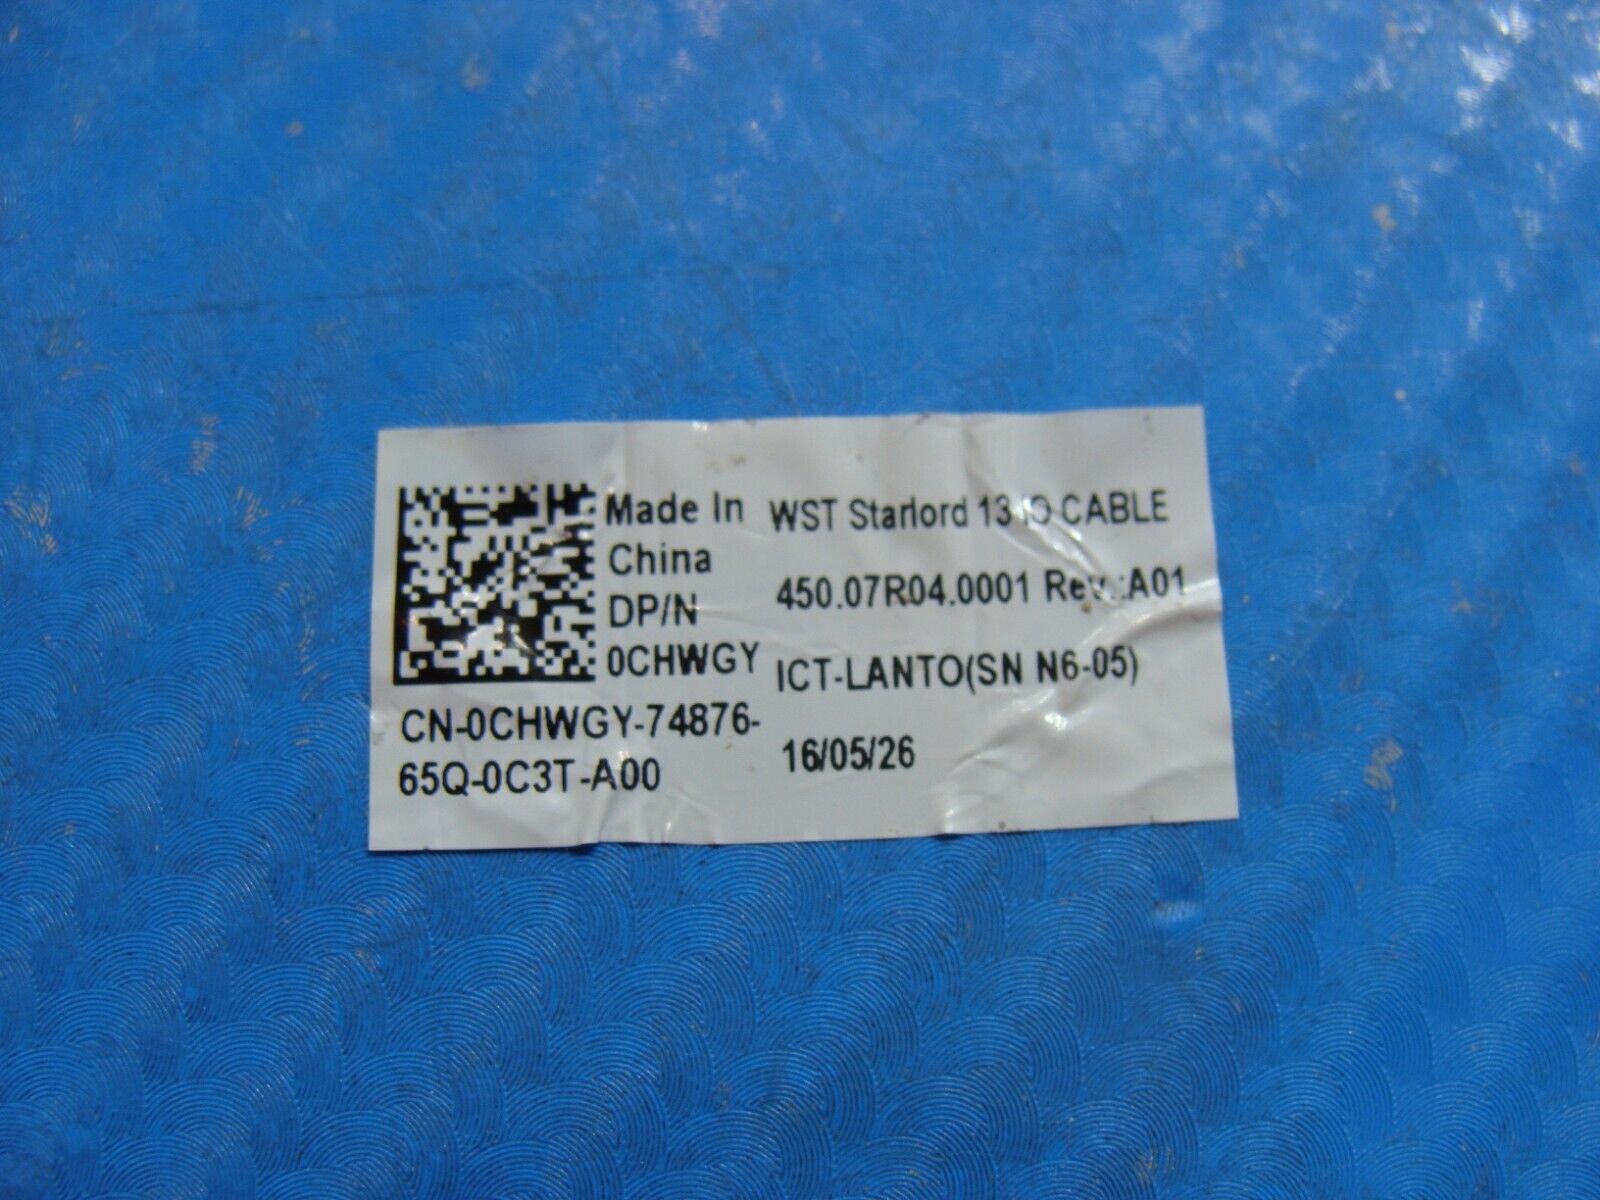 Made In
China
DP/N
0CHWGY
CN-0CHWGY-74876-
65Q-0C3T-A00
WST Starlord 13 IO CABLE
450.07R04.0001 Rev.:A01
ICT-LANTO(SN N6-05)
16/05/26